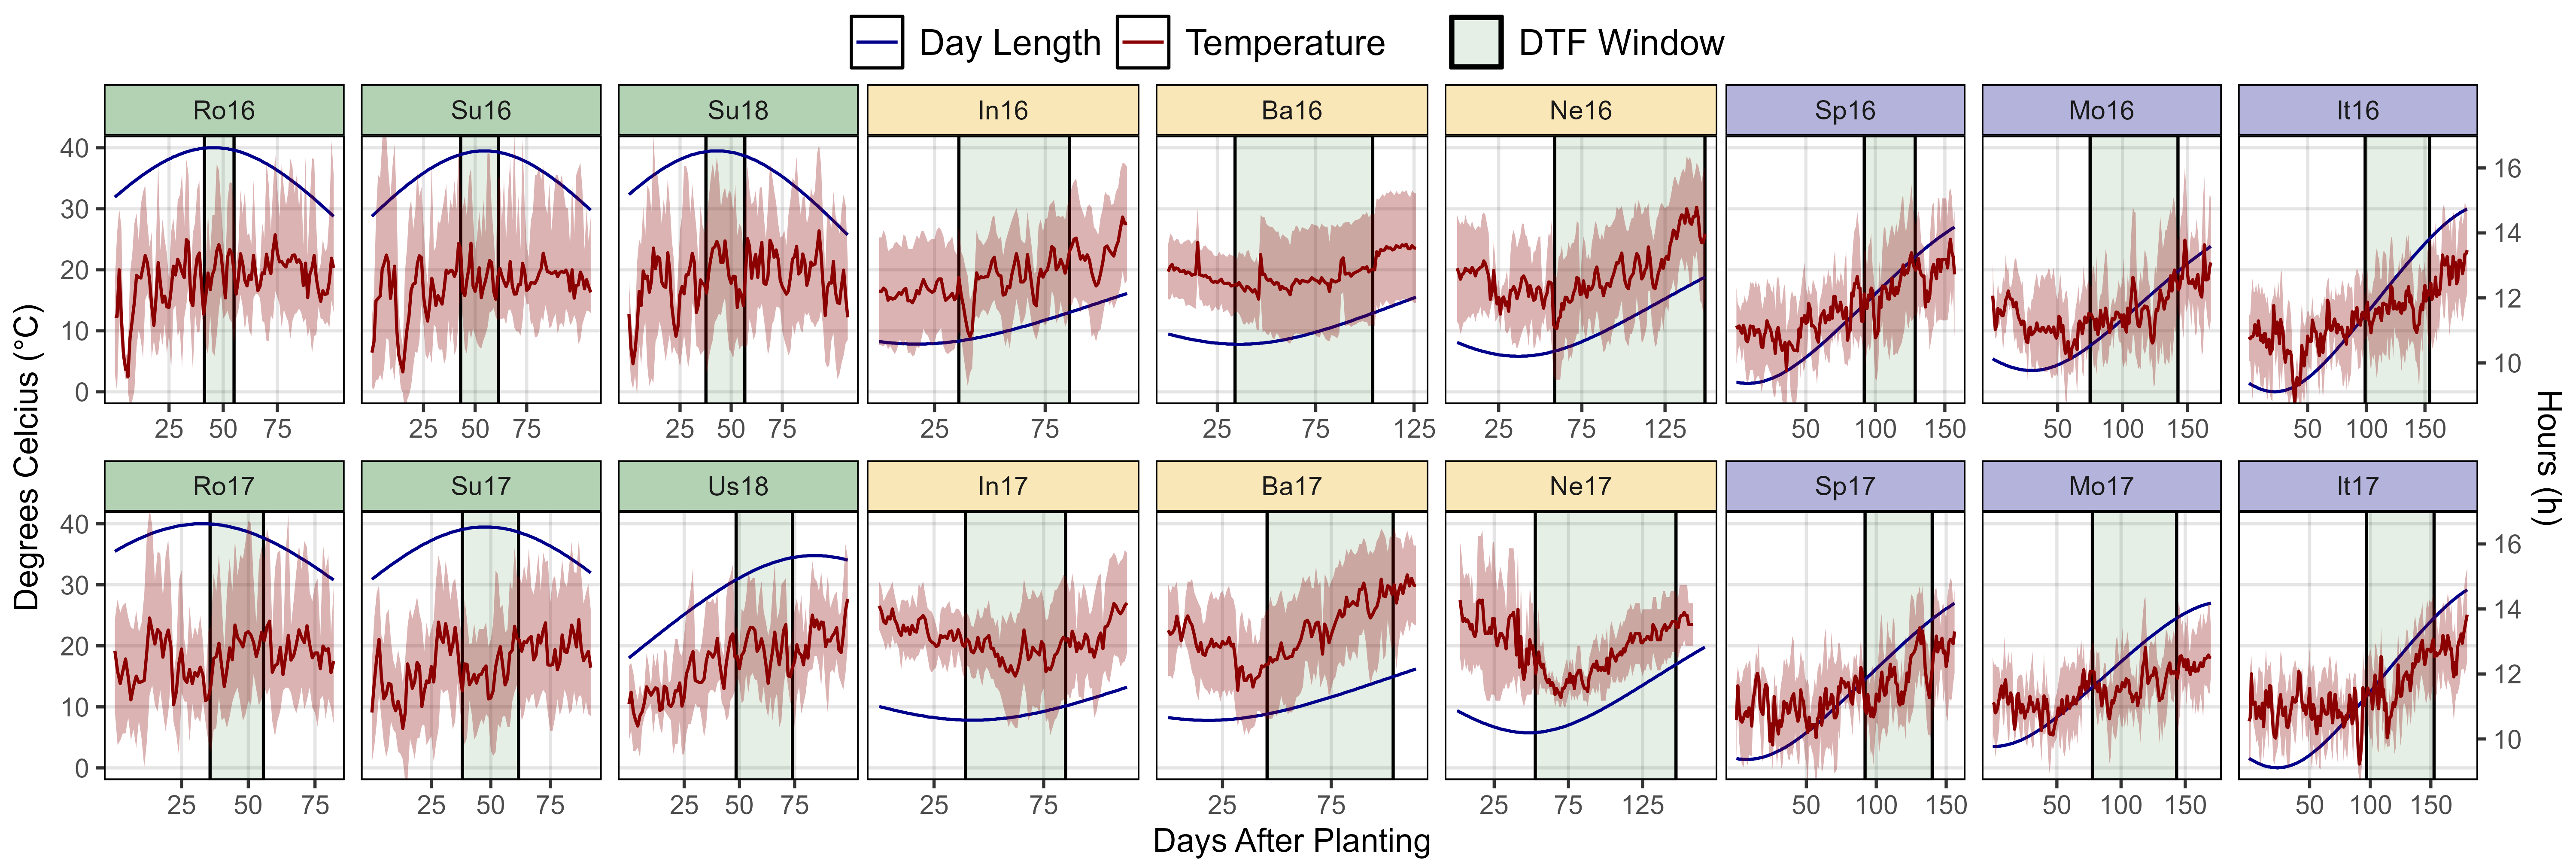 Day Length Temperature DTF Window
Ro16 Su16 Su18 In16 Ba16 Ne16 Sp16 Mo16 It16
40
30
20
10
0
16
14
12
10
25 50 75 25 50 75 25 50 75 25 75 25 75 125 25 75 125 50 100 150 50 100 150 50 100 150
Degrees Celcius (°C)
Hours (h)
Ro17 Su17 Us18 In17 Ba17 Ne17 Sp17 Mo17 It17
40
30
20
10
0
16
14
12
10
25 50 75 25 50 75 25 50 75 25 75 25 75 25 75 125 50 100 150 50 100 150 50 100 150
Days After Planting